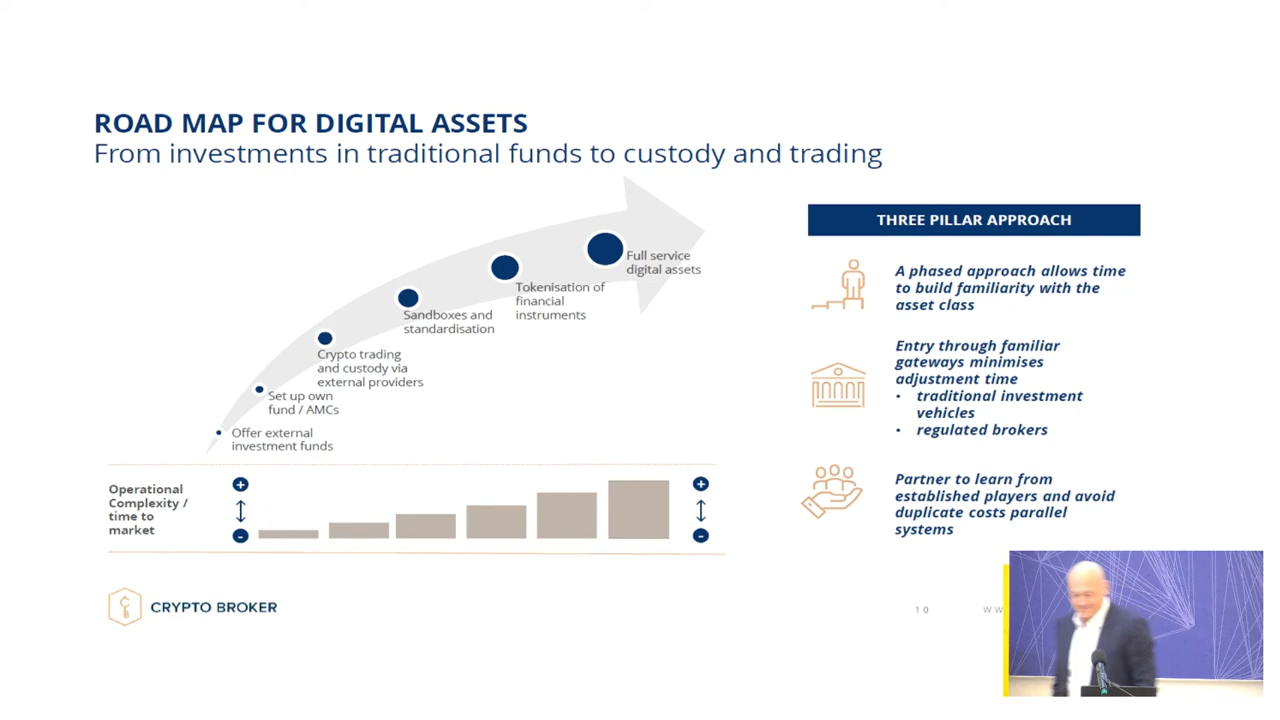 ROAD MAP FOR DIGITAL ASSETS
From investments in traditional funds to custody and trading
Full service
digital assets
Tokenisation of
financial
instruments
Sandboxes and
standardisation
Crypto trading
and custody via
external providers
Set up own
fund / AMCs
Offer external
investment funds
Operational
Complexity /
time to
market
+
-
+
-
CRYPTO BROKER
THREE PILLAR APPROACH
A phased approach allows time
to build familiarity with the
asset class
Entry through familiar
gateways minimises
adjustment time
• traditional investment
vehicles
• regulated brokers
Partner to learn from
established players and avoid
duplicate costs parallel
systems
10